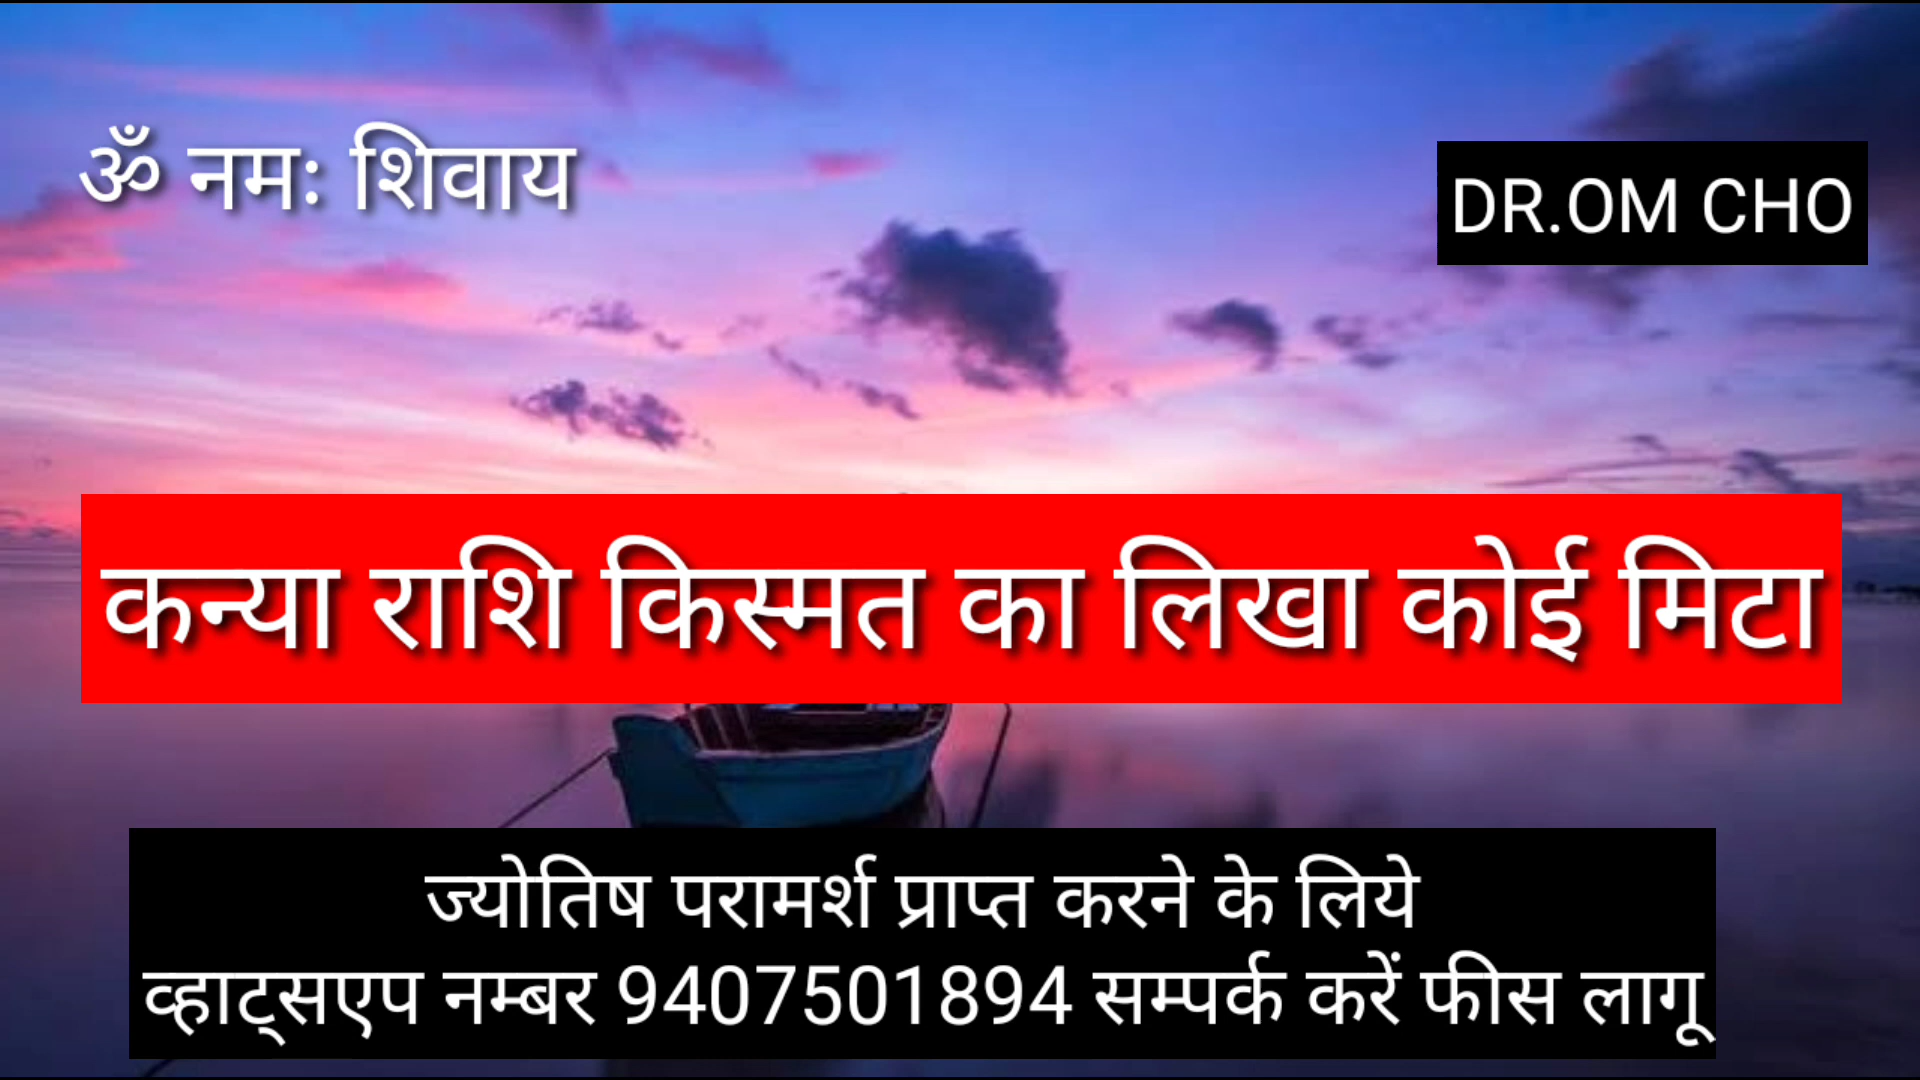 ॐ नमः शिवाय
DR.OM CHO
कन्या राशि किस्मत का लिखा कोई मिटा
ज्योतिष परामर्श प्राप्त करने के लिये
व्हाट्सएप नम्बर 9407501894 सम्पर्क करें फीस लागू